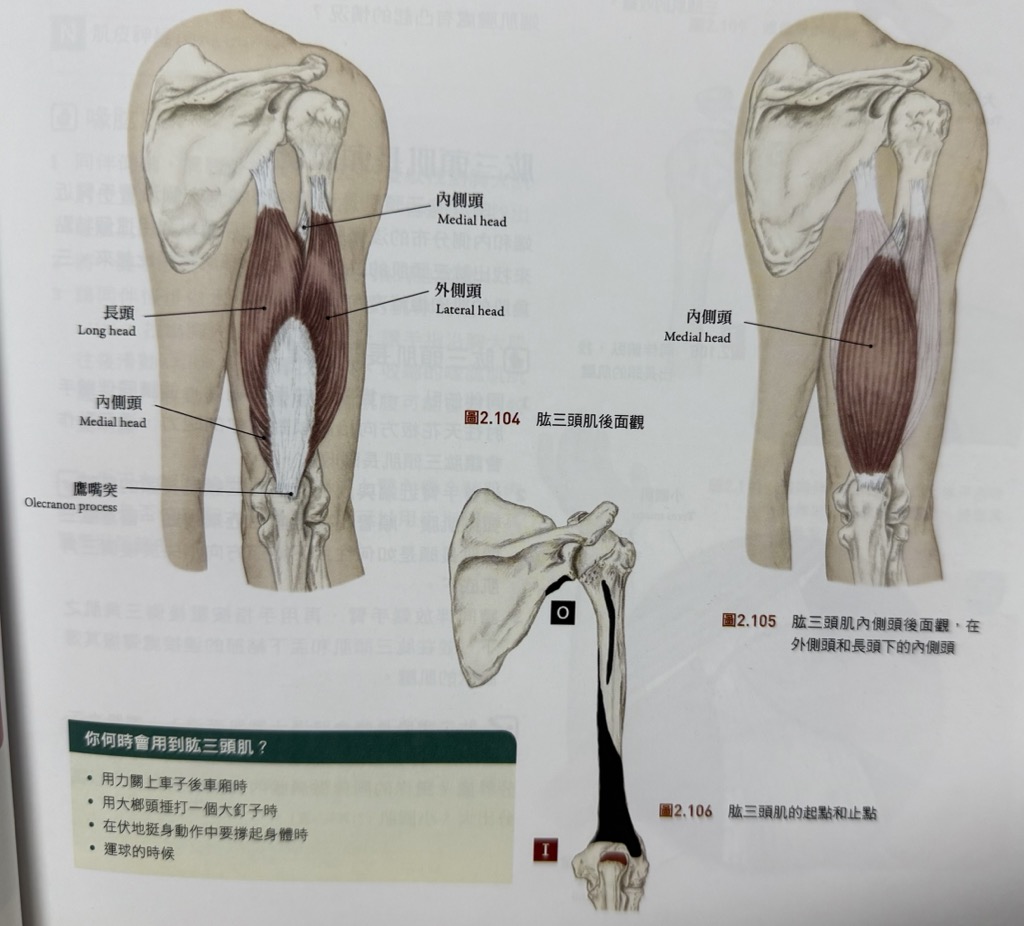 內側頭
Medial head
長頭
Long head
外側頭
Lateral head
內側頭
Medial head
鷹嘴突
Olecranon process
圖2.104 肱三頭肌後面觀
內側頭
Medial head
圖2.105 肱三頭肌內側頭後面觀，在
外側頭和長頭下的內側頭
O
I
圖2.106 肱三頭肌的起點和止點
你何時會用到肱三頭肌？
• 用力關上車子後車廂時
• 用大榔頭捶打一個大釘子時
• 在伏地挺身動作中要撐起身體時
• 運球的時候